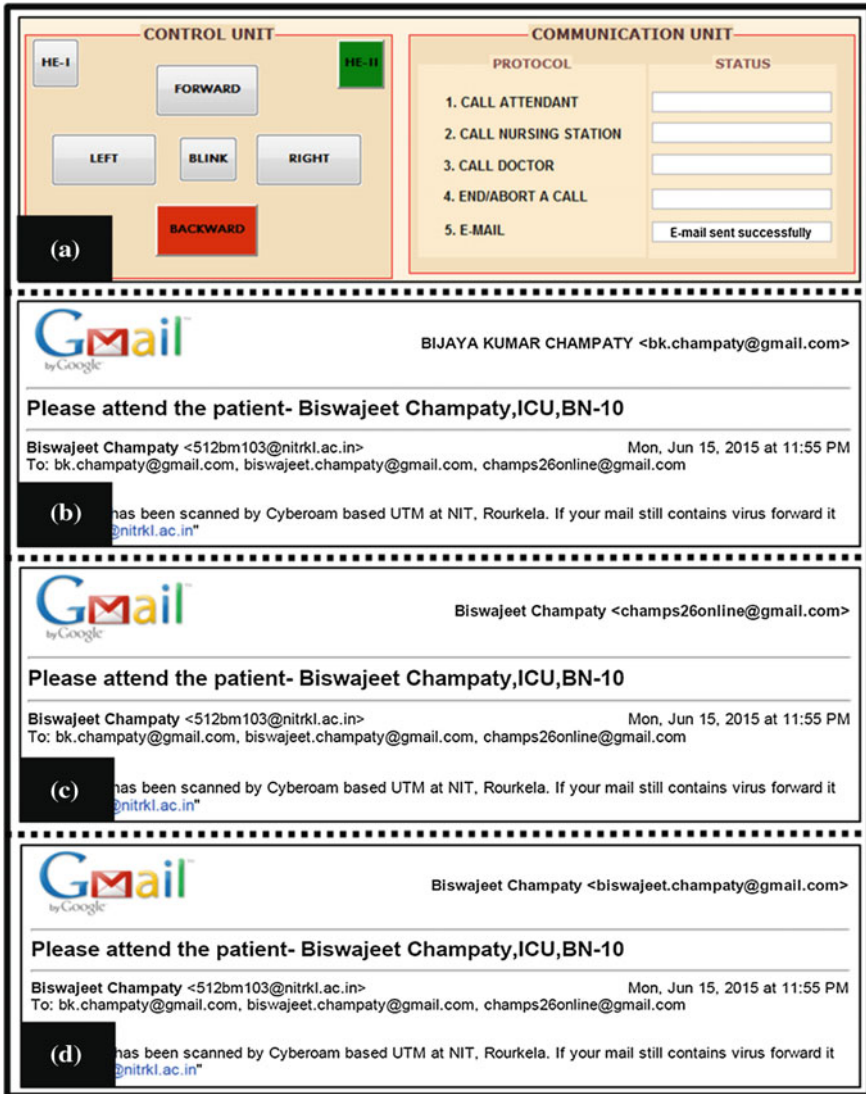 CONTROL UNIT
HE-I
HE-II
FORWARD
LEFT
BLINK
RIGHT
BACKWARD
(a)
COMMUNICATION UNIT
PROTOCOL STATUS
1. CALL ATTENDANT
2. CALL NURSING STATION
3. CALL DOCTOR
4. END/ABORT A CALL
5. E-MAIL E-mail sent successfully
Gmail
by Google
BIJAYA KUMAR CHAMPATY <bk.champaty@gmail.com>
Please attend the patient- Biswajeet Champaty,ICU,BN-10
Biswajeet Champaty <512bm103@nitrkl.ac.in> Mon, Jun 15, 2015 at 11:55 PM
To: bk.champaty@gmail.com, biswajeet.champaty@gmail.com, champs26online@gmail.com
(b)
has been scanned by Cyberoam based UTM at NIT, Rourkela. If your mail still contains virus forward it
@nitrkl.ac.in"
Gmail
by Google
Biswajeet Champaty <champs26online@gmail.com>
Please attend the patient- Biswajeet Champaty,ICU,BN-10
Biswajeet Champaty <512bm103@nitrkl.ac.in> Mon, Jun 15, 2015 at 11:55 PM
To: bk.champaty@gmail.com, biswajeet.champaty@gmail.com, champs26online@gmail.com
(c)
has been scanned by Cyberoam based UTM at NIT, Rourkela. If your mail still contains virus forward it
@nitrkl.ac.in"
Gmail
by Google
Biswajeet Champaty <biswajeet.champaty@gmail.com>
Please attend the patient- Biswajeet Champaty,ICU,BN-10
Biswajeet Champaty <512bm103@nitrkl.ac.in> Mon, Jun 15, 2015 at 11:55 PM
To: bk.champaty@gmail.com, biswajeet.champaty@gmail.com, champs26online@gmail.com
(d)
has been scanned by Cyberoam based UTM at NIT, Rourkela. If your mail still contains virus forward it
@nitrkl.ac.in"